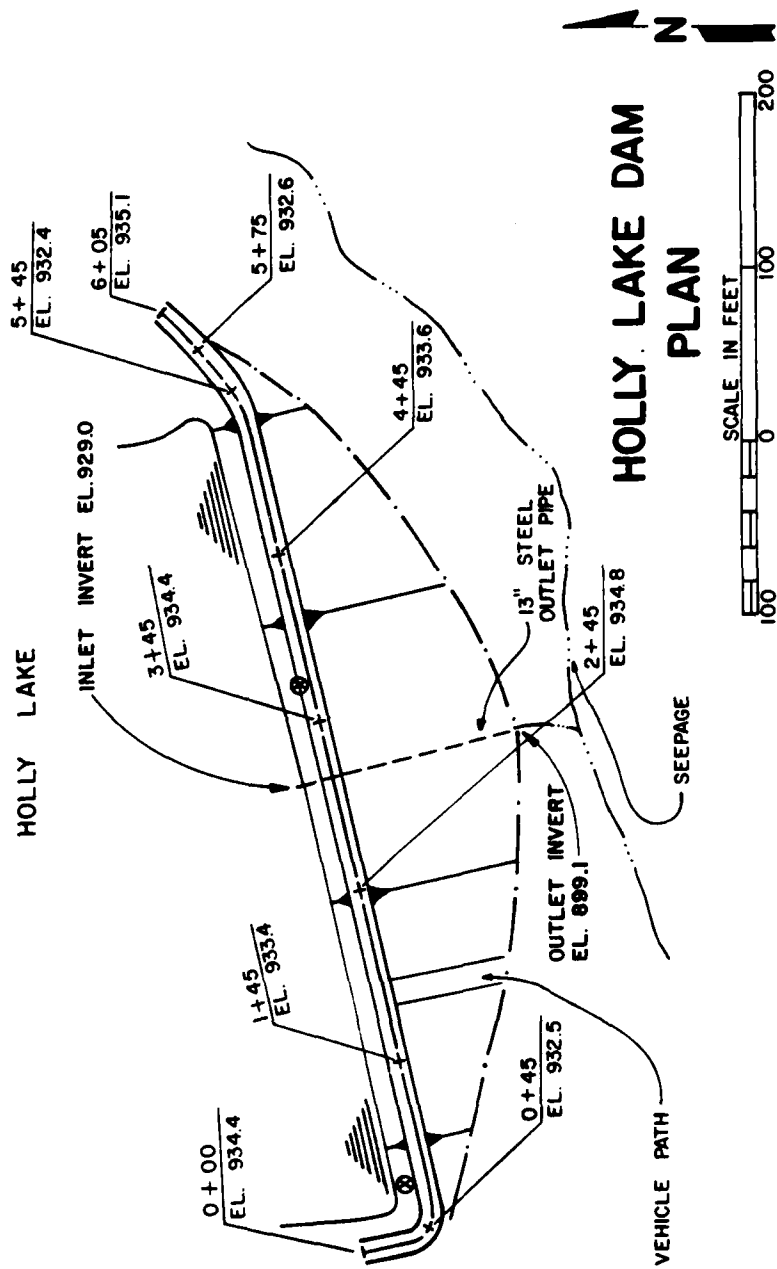 HOLLY LAKE
INLET INVERT EL. 929.0
0+00
EL. 934.4
1+45
EL. 933.4
3+45
EL. 934.4
5+45
EL. 932.4
6+05
EL. 935.1
5+75
EL. 932.6
4+45
EL. 933.6
2+45
EL. 934.8
0+45
EL. 932.5
13" STEEL
OUTLET PIPE
OUTLET INVERT
EL. 899.1
SEEPAGE
VEHICLE PATH
HOLLY LAKE DAM
PLAN
SCALE IN FEET
100 0 100 200
N